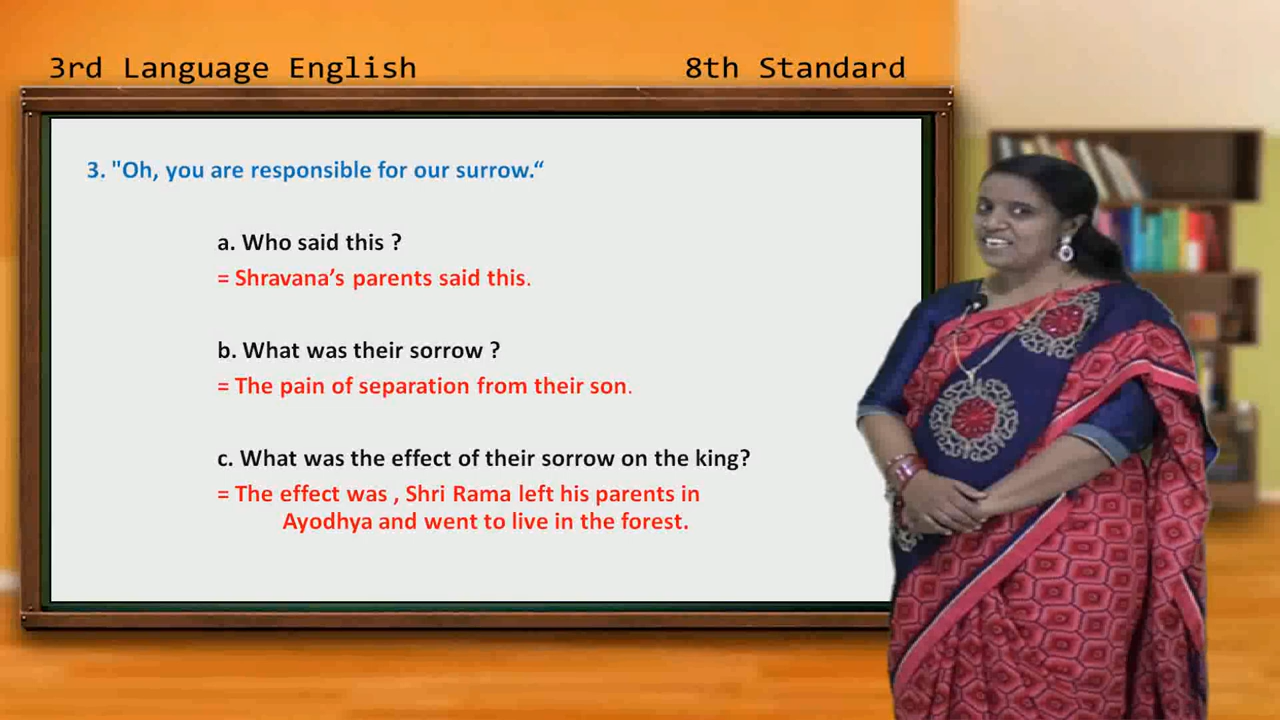 3rd Language English 8th Standard
3. "Oh, you are responsible for our surrow.“
a. Who said this ?
= Shravana’s parents said this.
b. What was their sorrow ?
= The pain of separation from their son.
c. What was the effect of their sorrow on the king?
= The effect was , Shri Rama left his parents in
Ayodhya and went to live in the forest.